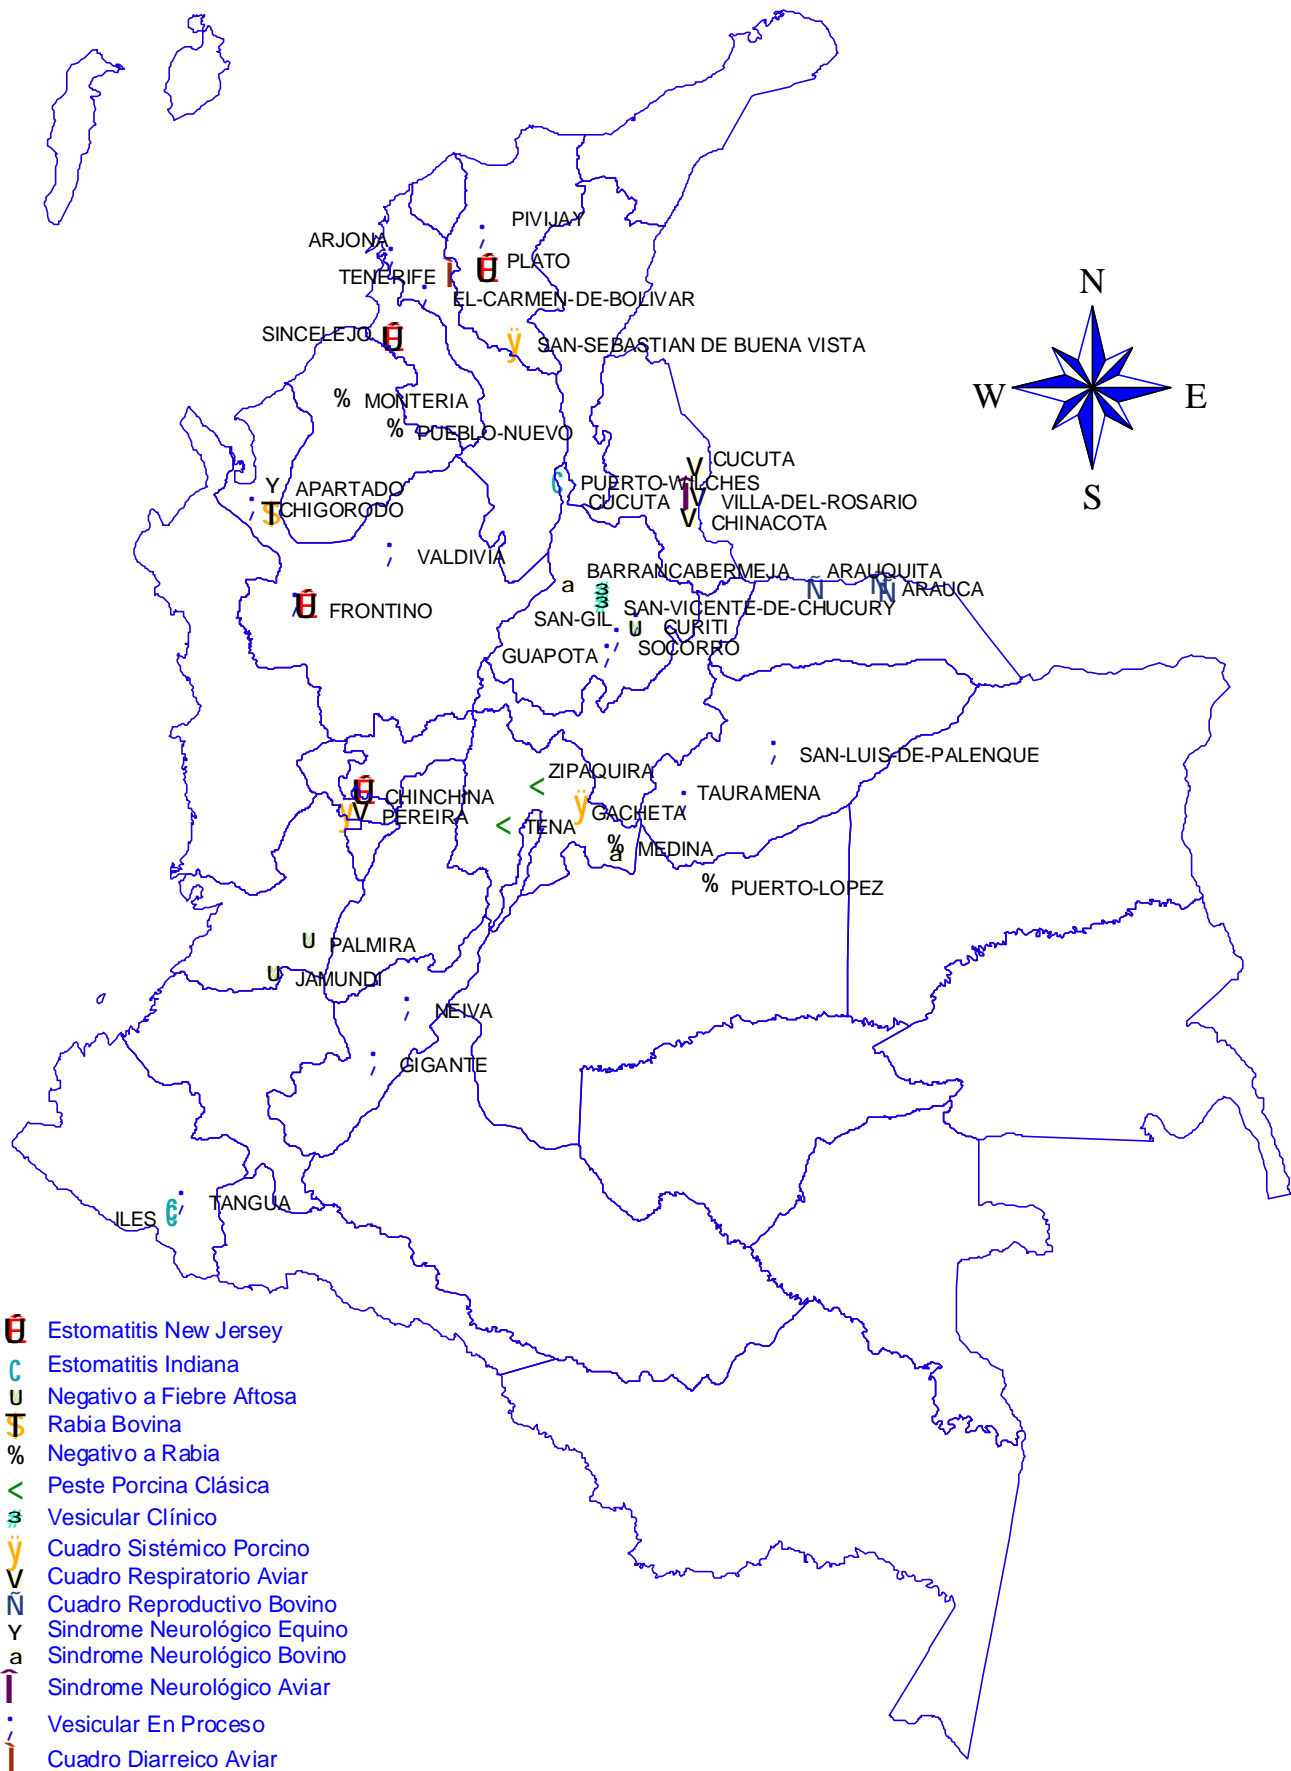 PIVIJAY
ARJONA
PLATO
TENERIFE
EL-CARMEN-DE-BOLIVAR
SINCELEJO
SAN-SEBASTIAN DE BUENA VISTA
N
W
E
S
% MONTERIA
% PUEBLO-NUEVO
V CUCUTA
Y APARTADO
PUERTO-WILCHES
CUCUTA
V VILLA-DEL-ROSARIO
CHIGORODO
V CHINACOTA
VALDIVIA
BARRANCABERMEJA
ARAUQUITA
a
Ñ
Ñ ARAUCA
FRONTINO
SAN-VICENTE-DE-CHUCURY
SAN-GIL
U CURITI
SOCORRO
GUAPOTA
SAN-LUIS-DE-PALENQUE
< ZIPAQUIRA
TAURAMENA
CHINCHINA
ÿ GACHETA
V PEREIRA
< TENA
% MEDINA
a
% PUERTO-LOPEZ
U PALMIRA
U JAMUNDI
NEIVA
GIGANTE
TANGUA
ILES
Estomatitis New Jersey
Ç Estomatitis Indiana
U Negativo a Fiebre Aftosa
Rabia Bovina
% Negativo a Rabia
< Peste Porcina Clásica
Vesicular Clínico
ÿ Cuadro Sistémico Porcino
V Cuadro Respiratorio Aviar
Ñ Cuadro Reproductivo Bovino
Y Sindrome Neurológico Equino
a Sindrome Neurológico Bovino
Î Sindrome Neurológico Aviar
Vesicular En Proceso
Ì Cuadro Diarreico Aviar